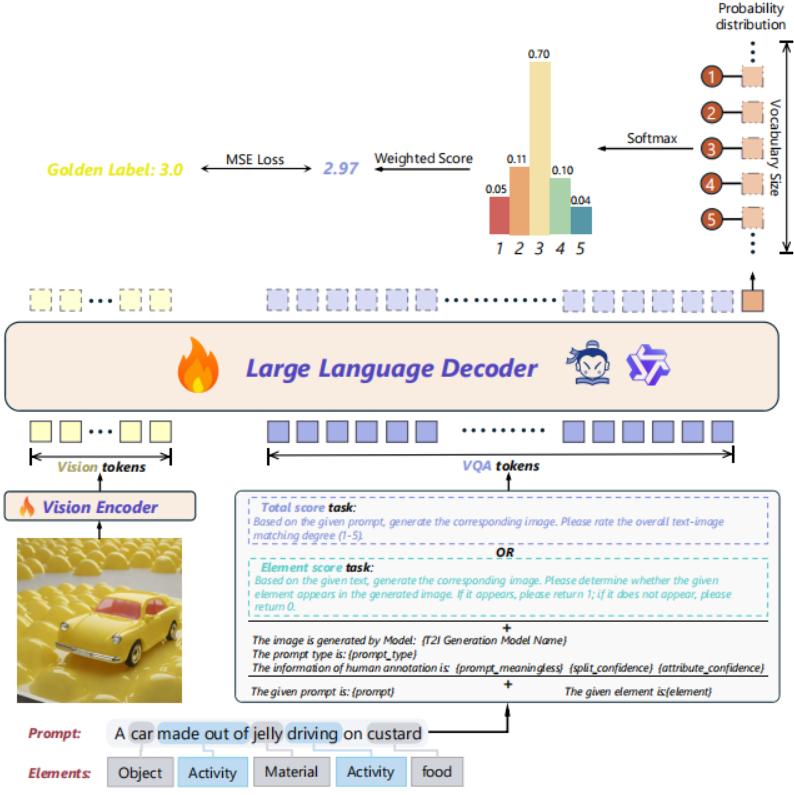 Probability
distribution
1
2
3
4
5
Vocabulary Size
Softmax
0.70
0.11
0.10
0.05
0.04
1 2 3 4 5
Weighted Score
2.97
MSE Loss
Golden Label: 3.0
Large Language Decoder
Vision tokens
VQA tokens
Vision Encoder
Total score task:
Based on the given prompt, generate the corresponding image. Please rate the overall text-image
matching degree (1-5).
OR
Element score task:
Based on the given text, generate the corresponding image. Please determine whether the given
element appears in the generated image. If it appears, please return 1; if it does not appear, please
return 0.
+
The image is generated by Model: {T2I Generation Model Name}
The prompt type is: {prompt_type}
The information of human annotation is: {prompt_meaningless} {split_confidence} {attribute_confidence}
+
The given prompt is: {prompt} The given element is:{element}
Prompt: A car made out of jelly driving on custard
Elements: Object Activity Material Activity food